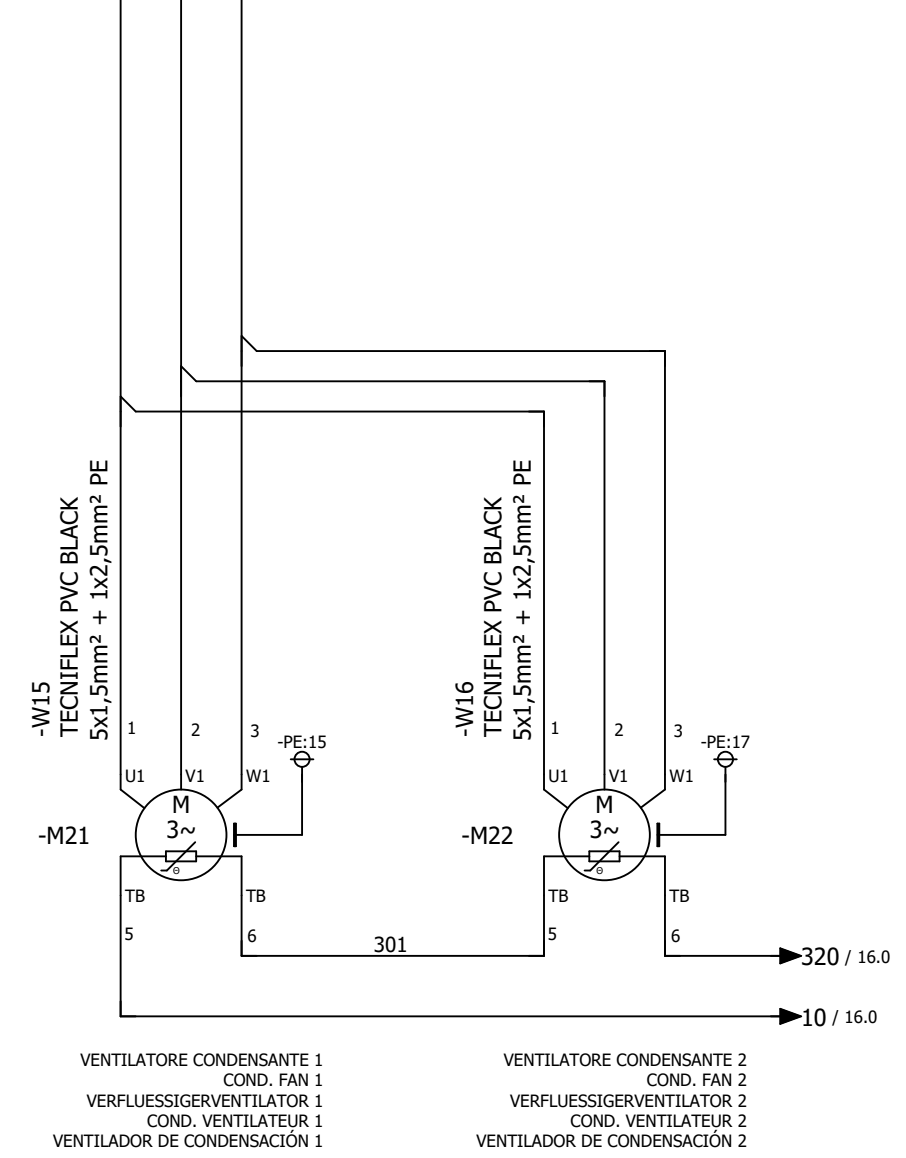 -W15
TECNIFLEX PVC BLACK
5x1,5mm² + 1x2,5mm² PE
-W16
TECNIFLEX PVC BLACK
5x1,5mm² + 1x2,5mm² PE
1 2 3 -PE:15
1 2 3 -PE:17
U1 V1 W1
U1 V1 W1
-M21
M
3~
Θ
-M22
M
3~
Θ
TB TB
TB TB
5 6 301
5 6
320 / 16.0
10 / 16.0
VENTILATORE CONDENSANTE 1
COND. FAN 1
VERFLUESSIGERVENTILATOR 1
COND. VENTILATEUR 1
VENTILADOR DE CONDENSACIÓN 1
VENTILATORE CONDENSANTE 2
COND. FAN 2
VERFLUESSIGERVENTILATOR 2
COND. VENTILATEUR 2
VENTILADOR DE CONDENSACIÓN 2